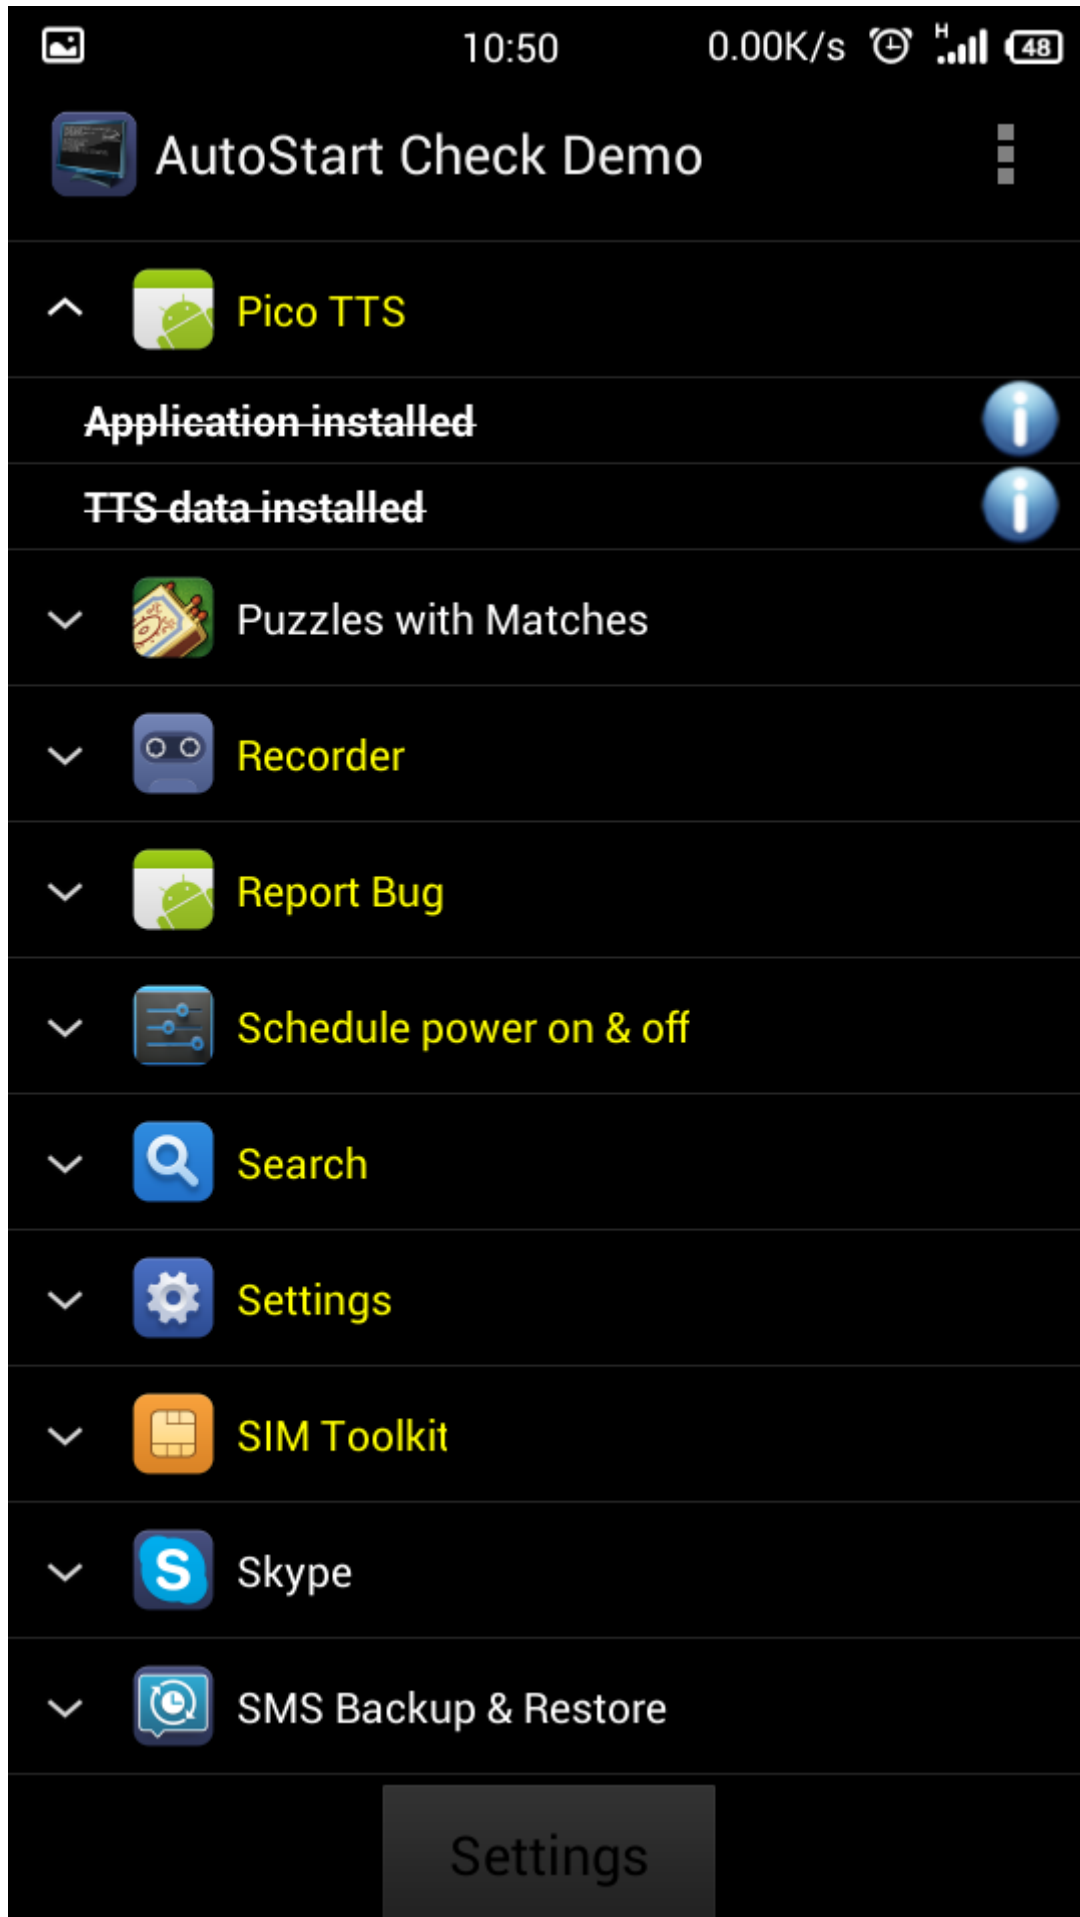 10:50 0.00K/s H 48
AutoStart Check Demo
Pico TTS
Application installed
TTS data installed
Puzzles with Matches
Recorder
Report Bug
Schedule power on & off
Search
Settings
SIM Toolkit
Skype
SMS Backup & Restore
Settings